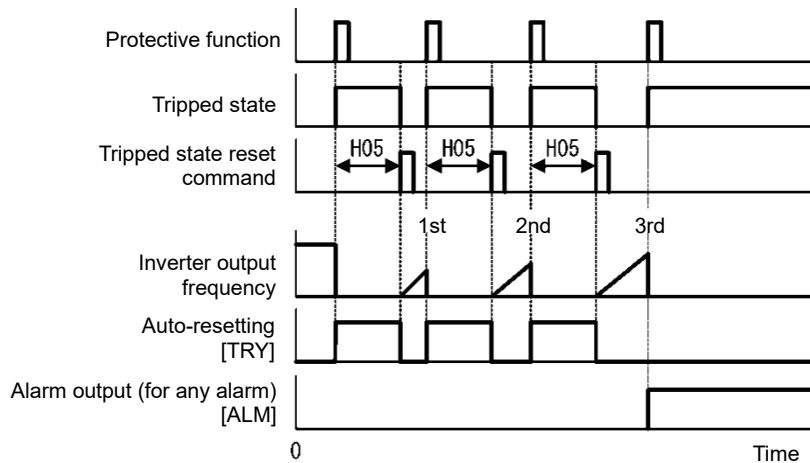 Protective function
Tripped state
Tripped state reset
command
H05 H05 H05
1st 2nd 3rd
Inverter output
frequency
Auto-resetting
[TRY]
Alarm output (for any alarm)
[ALM]
0
Time